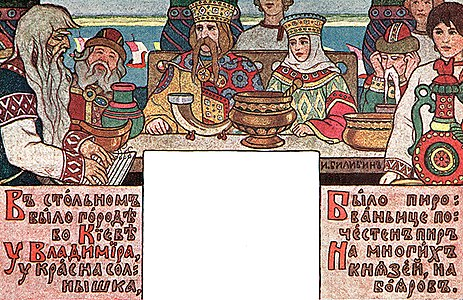 И. БИЛИБИНЪ
Въ стольномъ
было городѣ
во Кіевѣ
У Владиміра,
у красна сол:
нышка,
Было пиро:
ваньице по:
честенъ пиръ
На многихъ
князей, на
бояровъ.